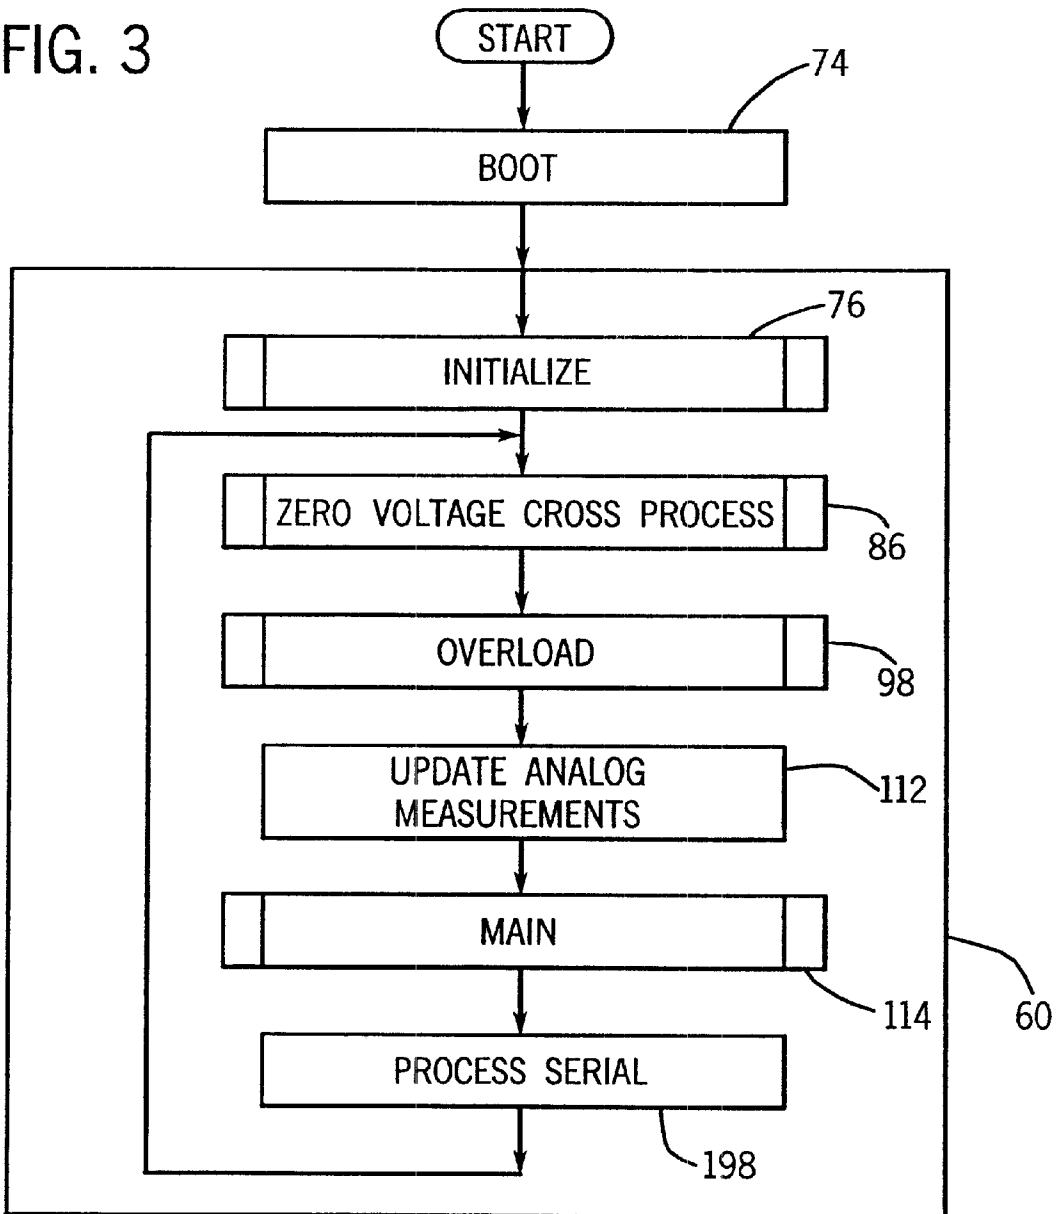 FIG. 3
START
74
BOOT
76
INITIALIZE
ZERO VOLTAGE CROSS PROCESS
86
OVERLOAD
98
UPDATE ANALOG
MEASUREMENTS
112
MAIN
114
60
PROCESS SERIAL
198